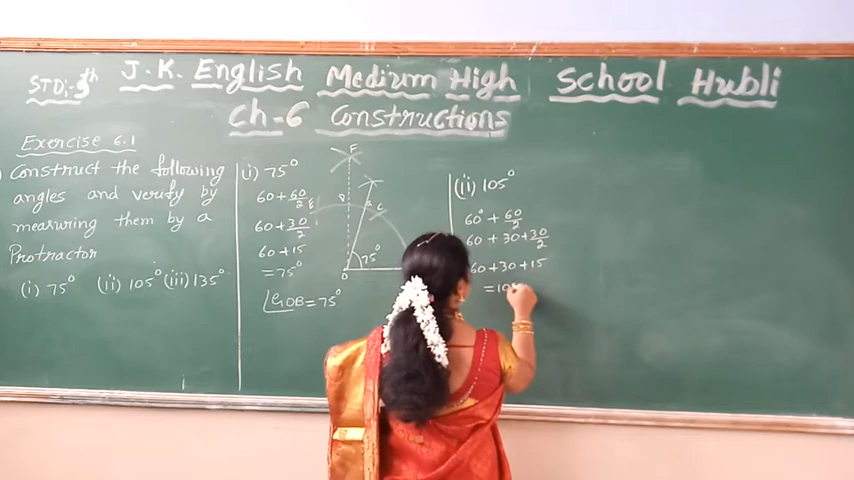 STD:-9th J.K. English Medium High School Hubli
Ch-6 Constructions
Exercise 6.1
Construct the following
angles and verify by
measuring them by a
Protractor
(i) 75° (ii) 105° (iii) 135°
(i) 75°
60+60/2
60+30/2
60+15
=75°
∠GOB=75°
F
E
C
O
75°
(ii) 105°
60°+60/2
60+30+30/2
60+30+15
=105